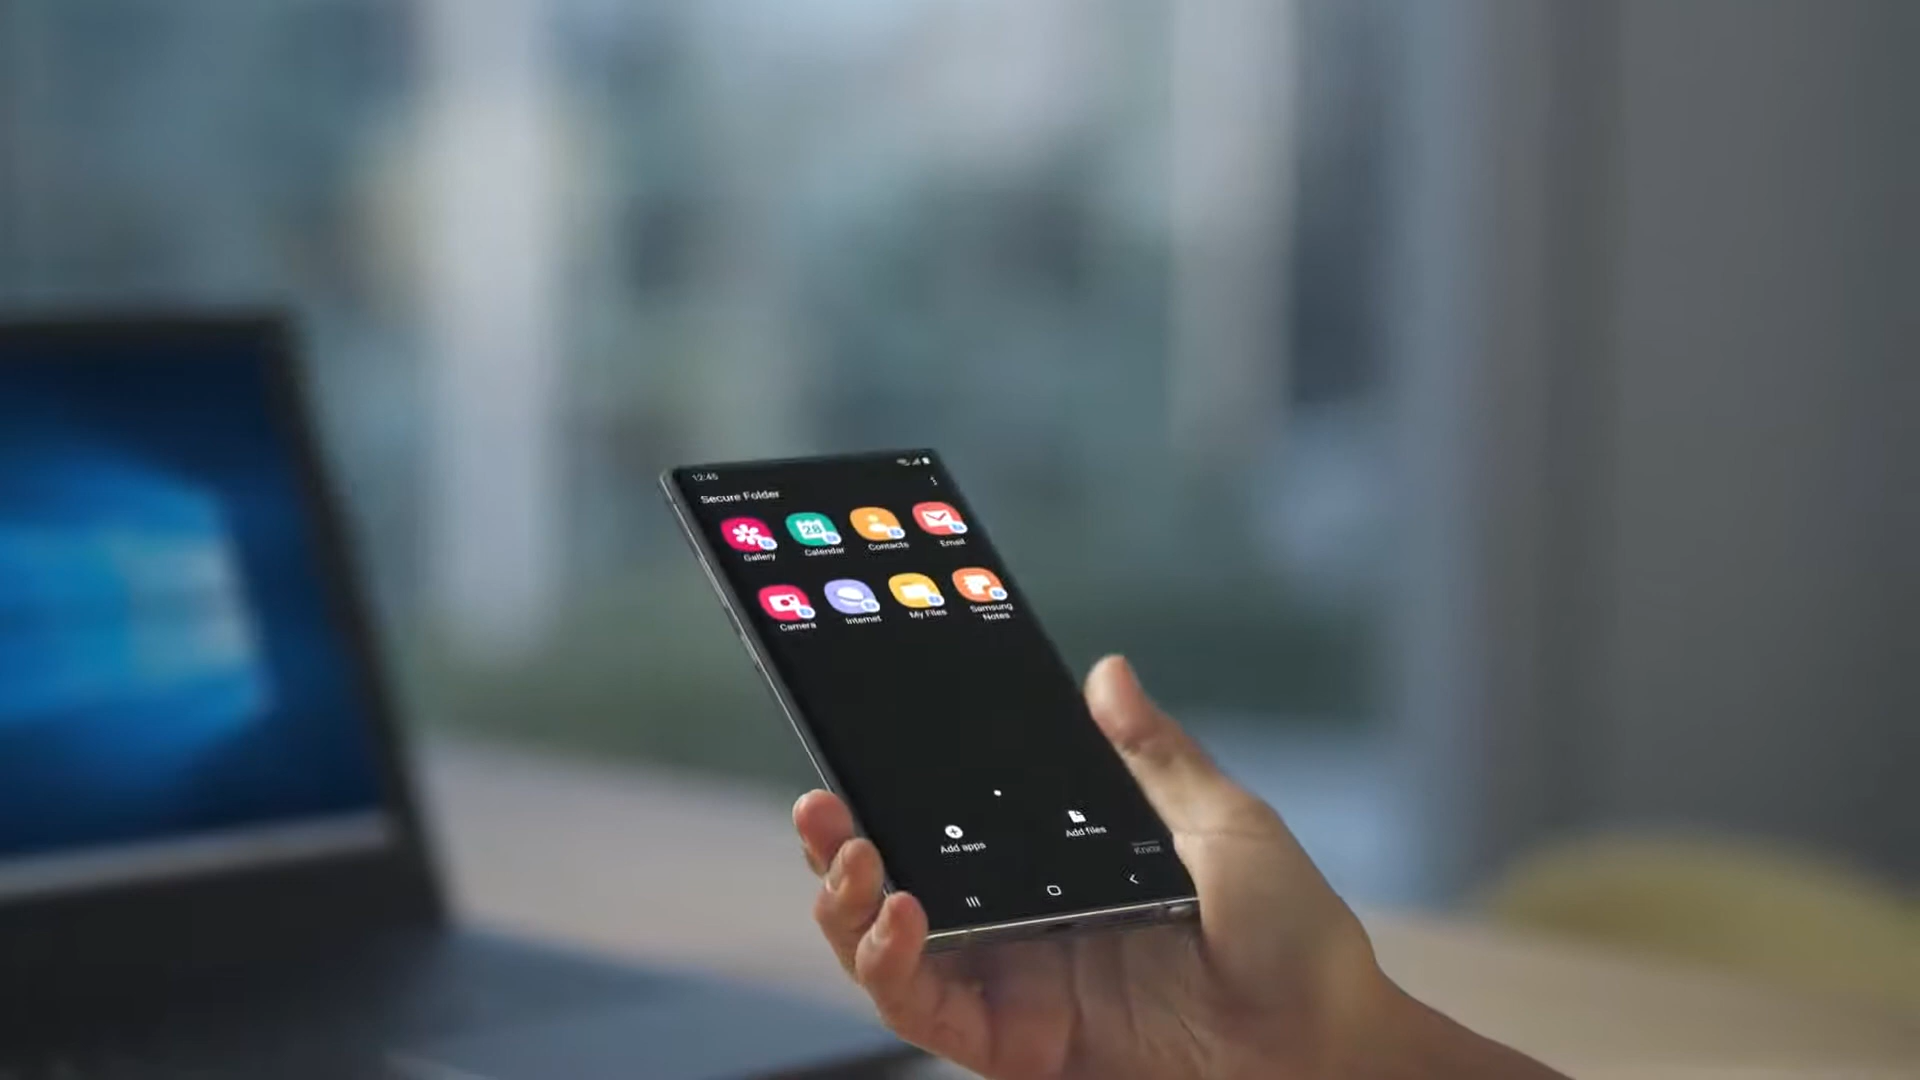 12:45
Secure Folder
28
Gallery
Calendar
Contacts
Email
Camera
Internet
My Files
Samsung
Notes
Add apps
Add files
Knox